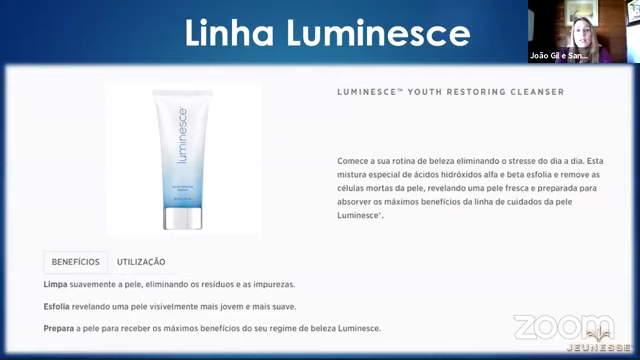 Linha Luminesce
João Gil e San...
LUMINESCE™ YOUTH RESTORING CLEANSER
luminesce
Comece a sua rotina de beleza eliminando o stresse do dia a dia. Esta
mistura especial de ácidos hidróxidos alfa e beta esfolia e remove as
células mortas da pele, revelando uma pele fresca e preparada para
absorver os máximos benefícios da linha de cuidados da pele
Luminesce®.
BENEFÍCIOS UTILIZAÇÃO
Limpa suavemente a pele, eliminando os resíduos e as impurezas.
Esfolia revelando uma pele visivelmente mais jovem e mais suave.
Prepara a pele para receber os máximos benefícios do seu regime de beleza Luminesce.
zoom
JEUNESSE